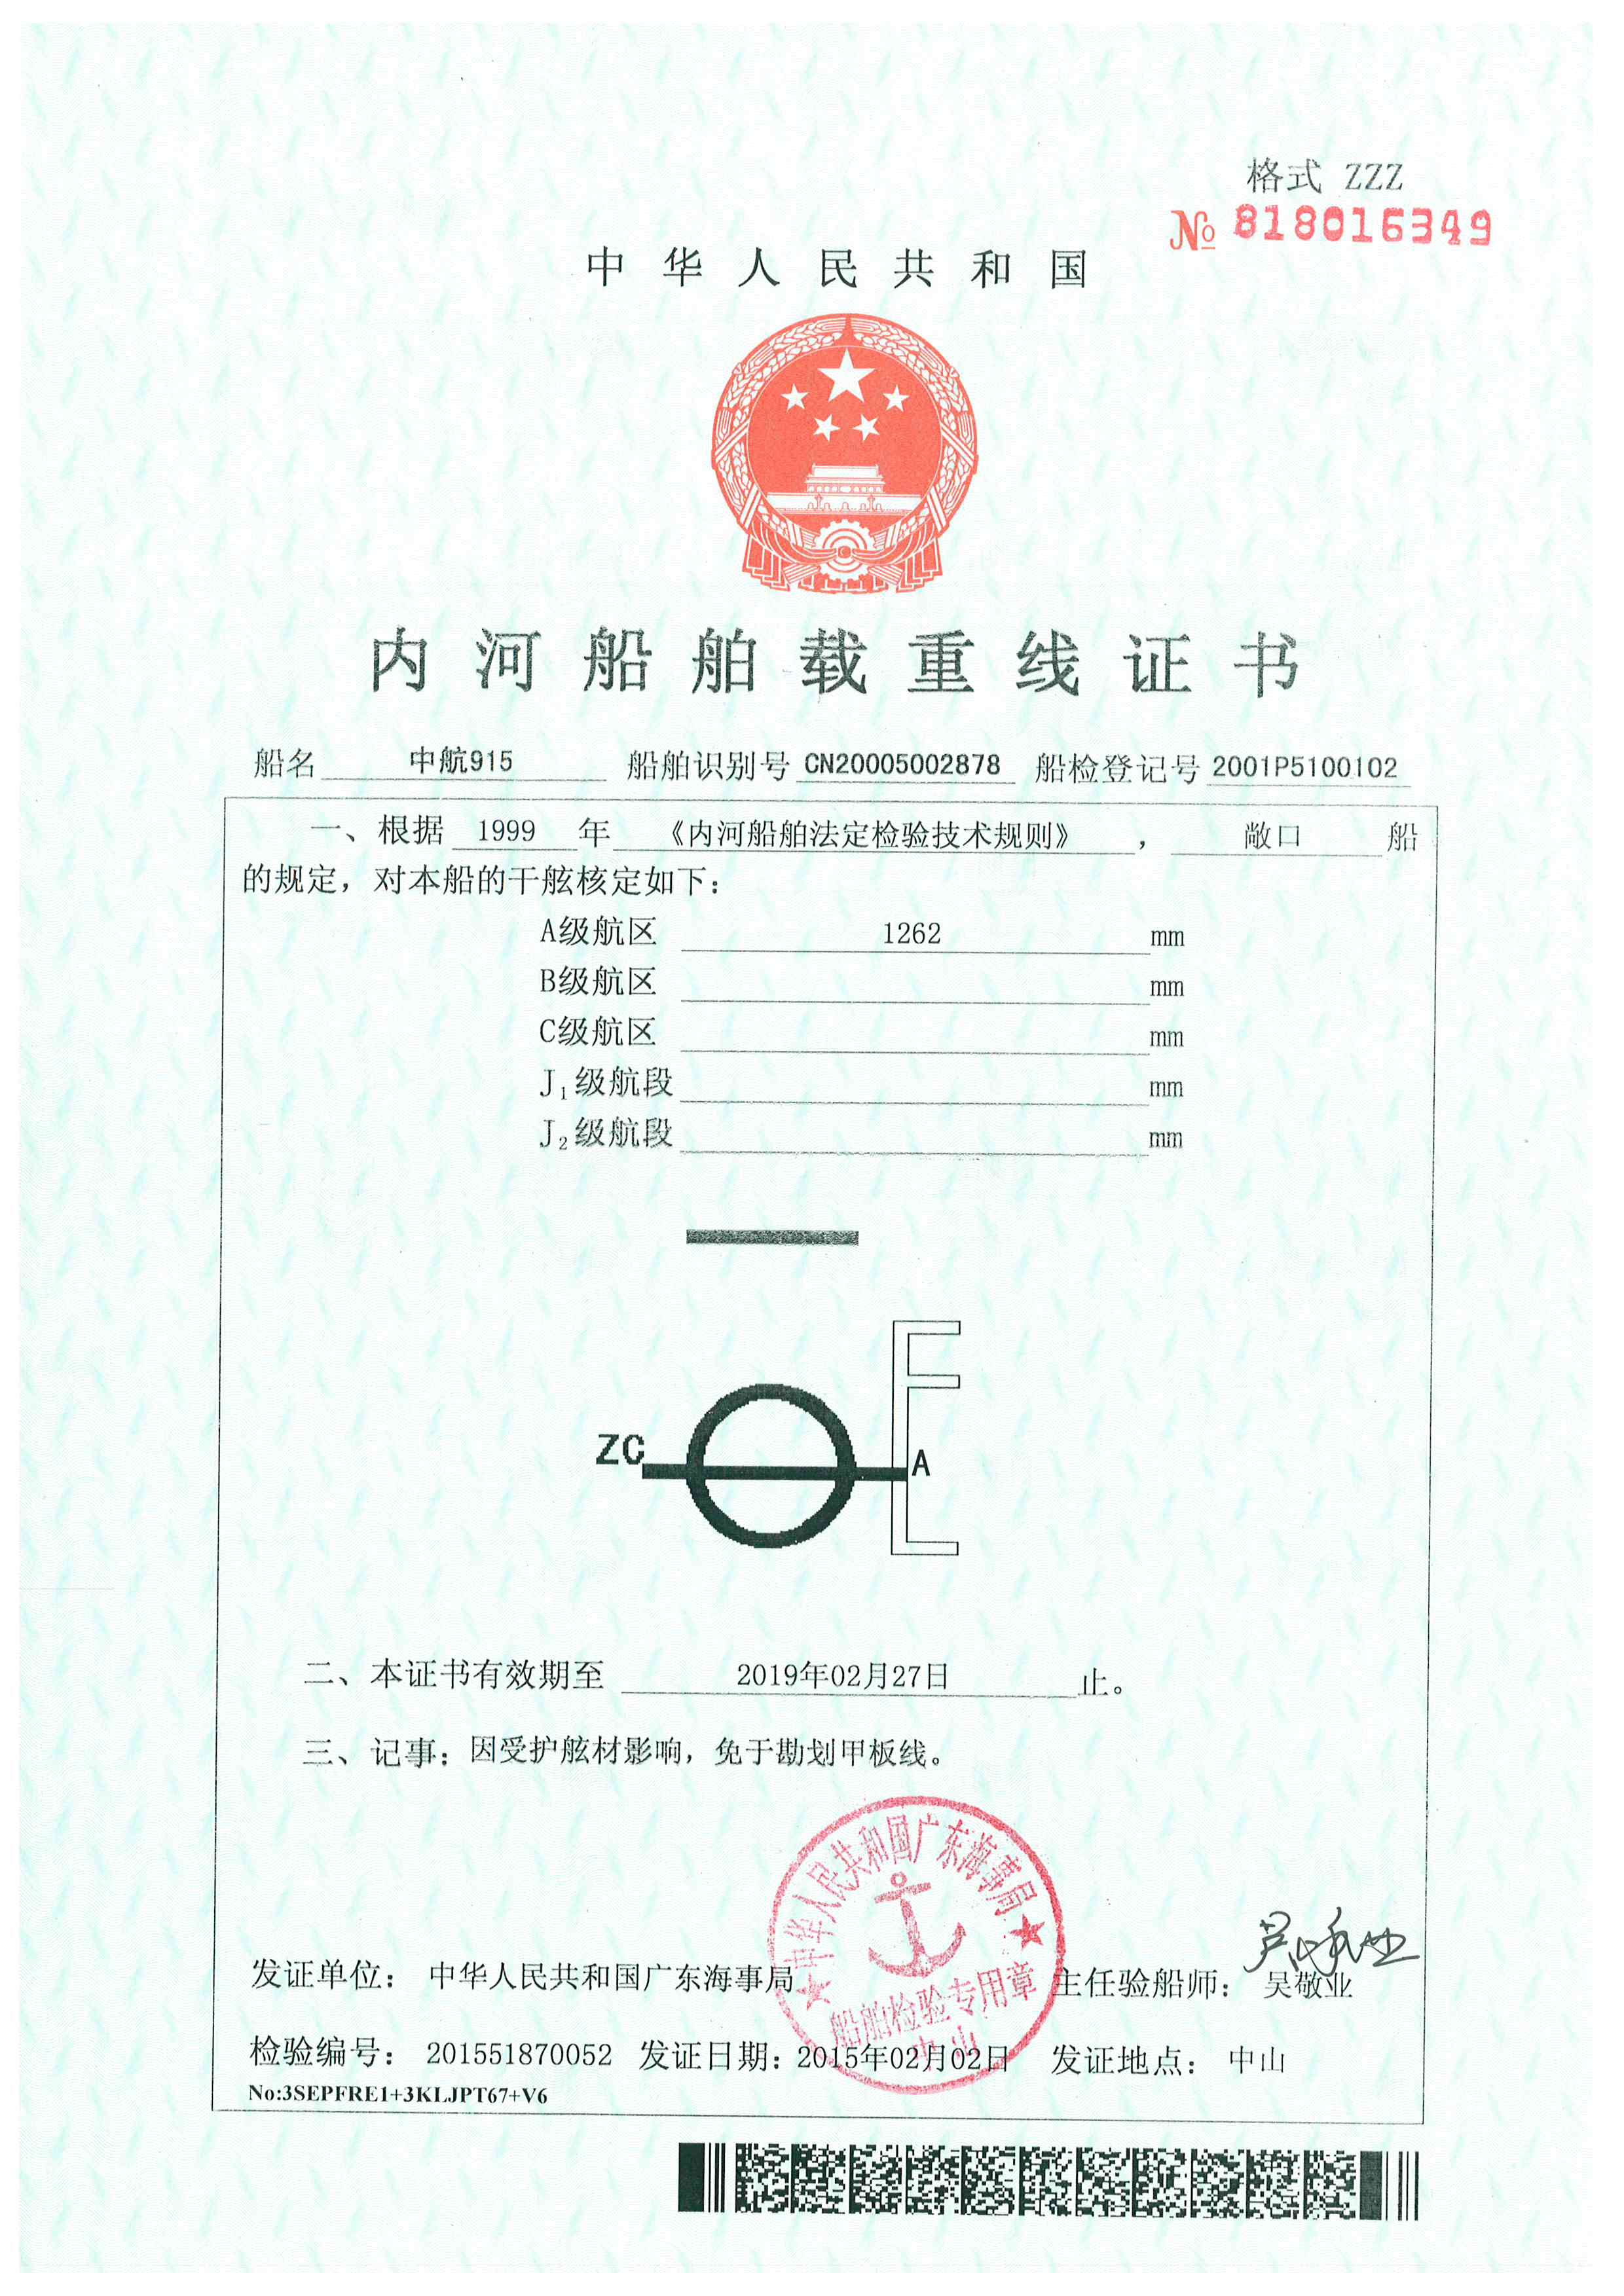 格式 ZZZ
№ 818016349
中华人民共和国
内河船舶载重线证书
船名 中航915 船舶识别号 CN20005002878 船检登记号 2001P5100102
一、根据 1999 年 《内河船舶法定检验技术规则》 , 敞口 船
的规定，对本船的干舷核定如下：
A级航区 1262 mm
B级航区 mm
C级航区 mm
J₁级航段 mm
J₂级航段 mm
ZC A
二、本证书有效期至 2019年02月27日 止。
三、记事：因受护舷材影响，免于勘划甲板线。
中华人民共和国广东海事局
船舶检验专用章
中山
发证单位： 中华人民共和国广东海事局 主任验船师： 吴敬业
检验编号： 201551870052 发证日期：2015年02月02日 发证地点： 中山
No:3SEPFRE1+3KLJPT67+V6